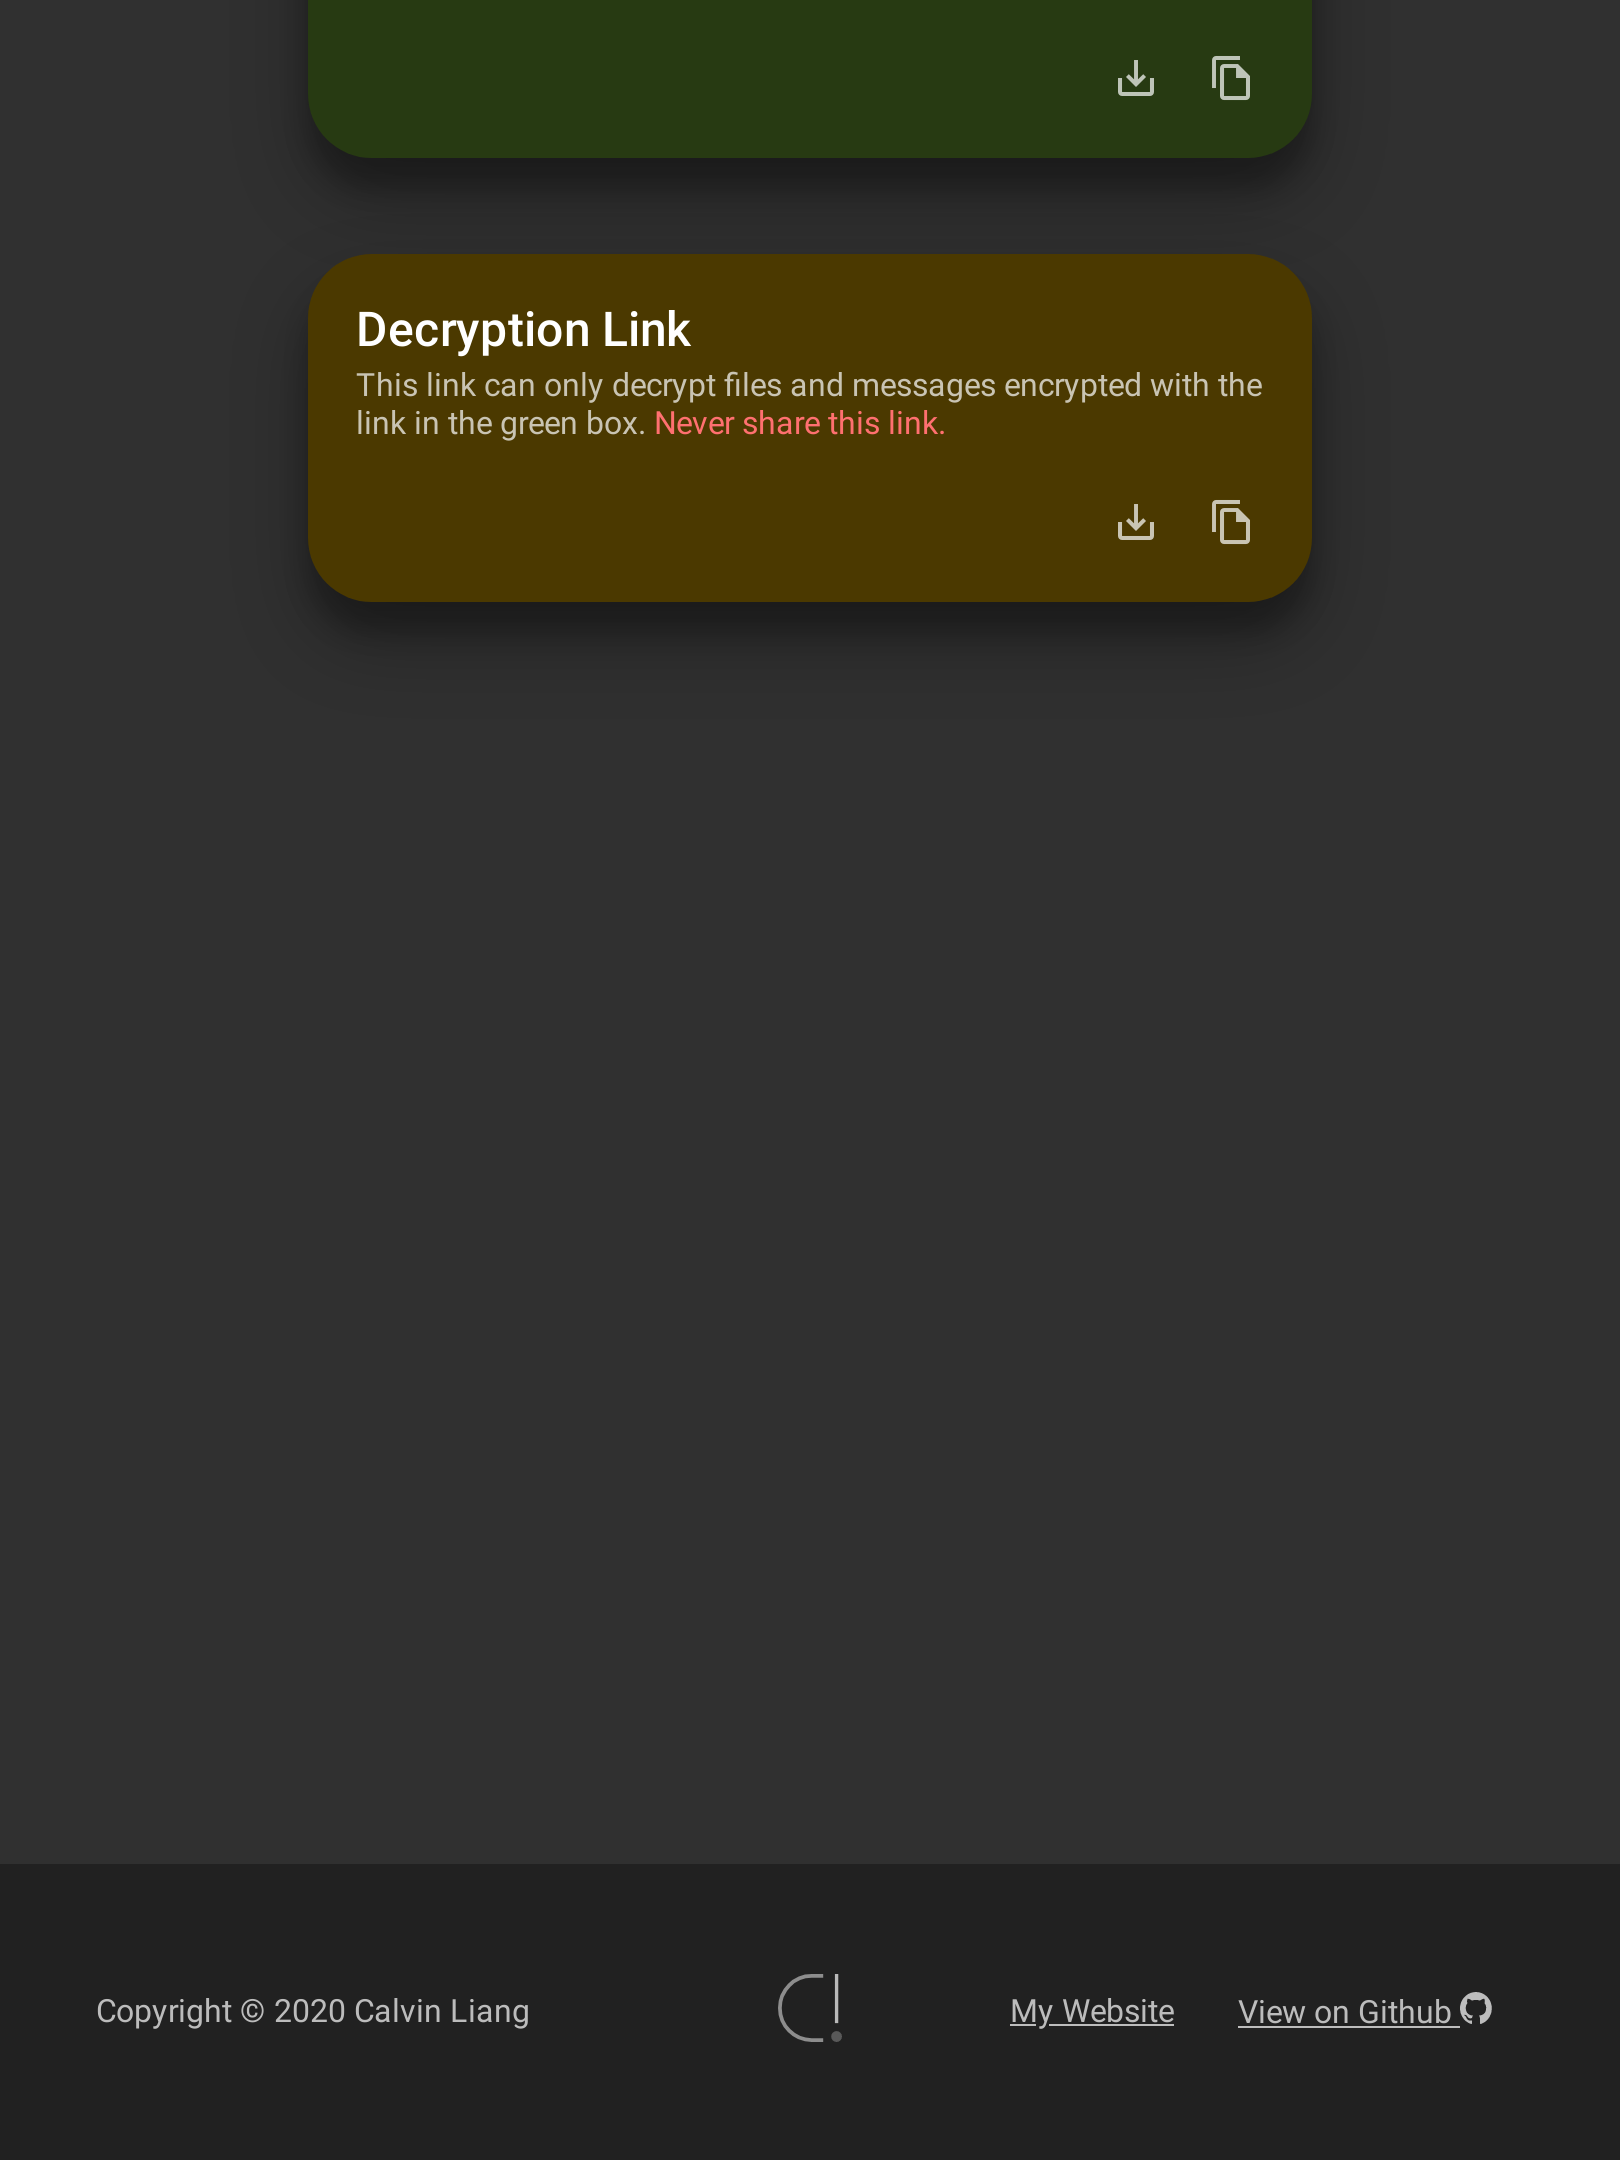 Decryption Link
This link can only decrypt files and messages encrypted with the
link in the green box. Never share this link.
Copyright © 2020 Calvin Liang
My Website
View on Github